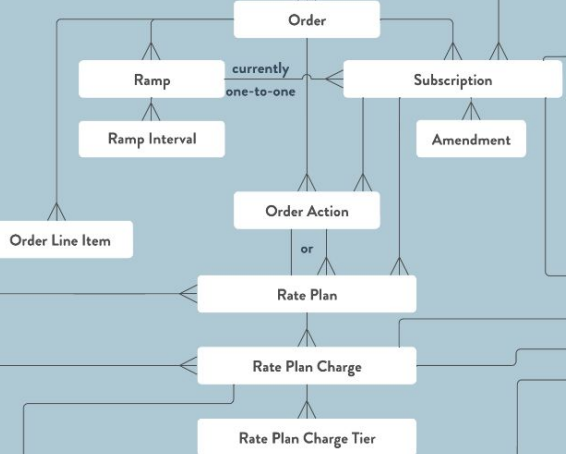 Order
currently
one-to-one
Ramp
Subscription
Ramp Interval
Amendment
Order Action
Order Line Item
or
Rate Plan
Rate Plan Charge
Rate Plan Charge Tier